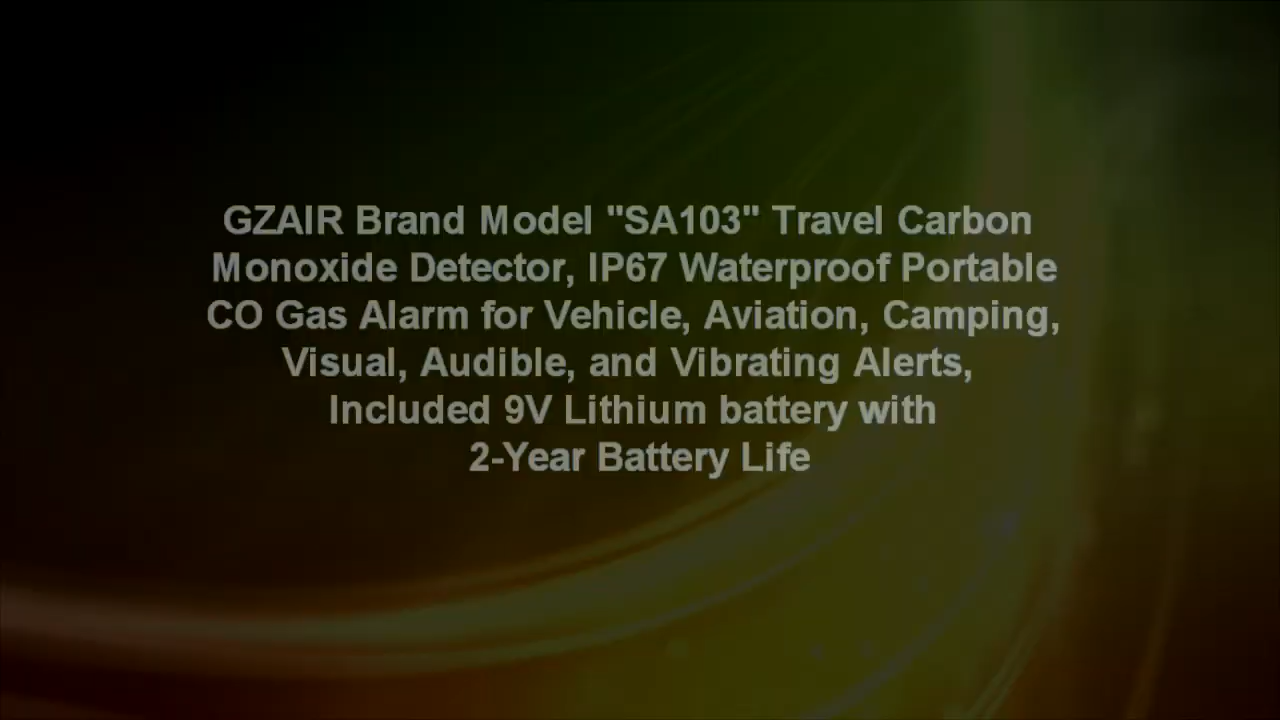 GZAIR Brand Model "SA103" Travel Carbon
Monoxide Detector, IP67 Waterproof Portable
CO Gas Alarm for Vehicle, Aviation, Camping,
Visual, Audible, and Vibrating Alerts,
Included 9V Lithium battery with
2-Year Battery Life